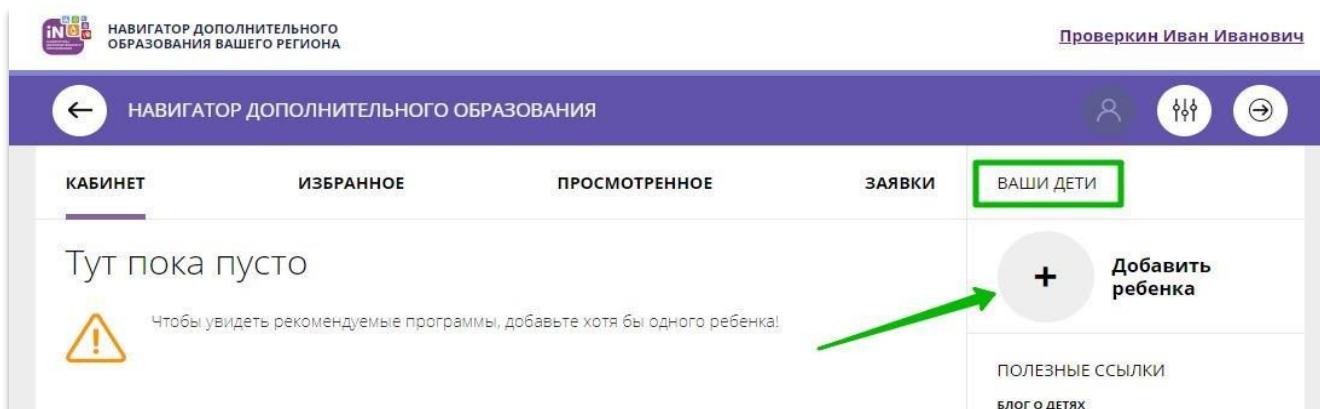 НАВИГАТОР ДОПОЛНИТЕЛЬНОГО
ОБРАЗОВАНИЯ ВАШЕГО РЕГИОНА
Проверкин Иван Иванович
НАВИГАТОР ДОПОЛНИТЕЛЬНОГО ОБРАЗОВАНИЯ
КАБИНЕТ
ИЗБРАННОЕ
ПРОСМОТРЕННОЕ
ЗАЯВКИ
ВАШИ ДЕТИ
Тут пока пусто
Чтобы увидеть рекомендуемые программы, добавьте хотя бы одного ребенка!
Добавить
ребенка
ПОЛЕЗНЫЕ ССЫЛКИ
БЛОГ О ДЕТЯХ